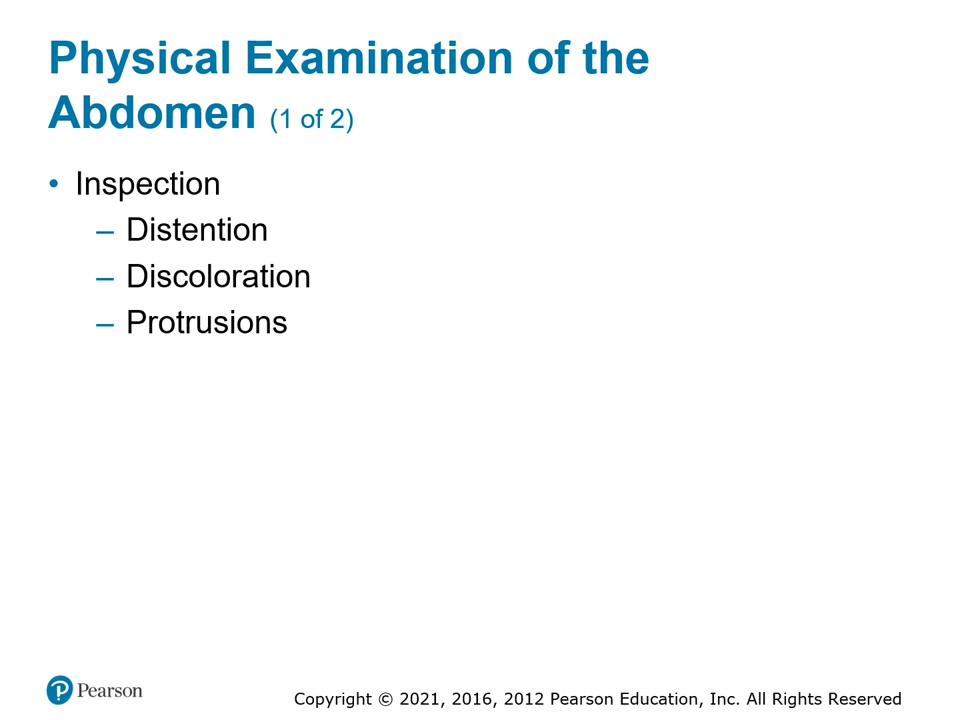 Physical Examination of the
Abdomen (1 of 2)
• Inspection
– Distention
– Discoloration
– Protrusions
Pearson
Copyright © 2021, 2016, 2012 Pearson Education, Inc. All Rights Reserved